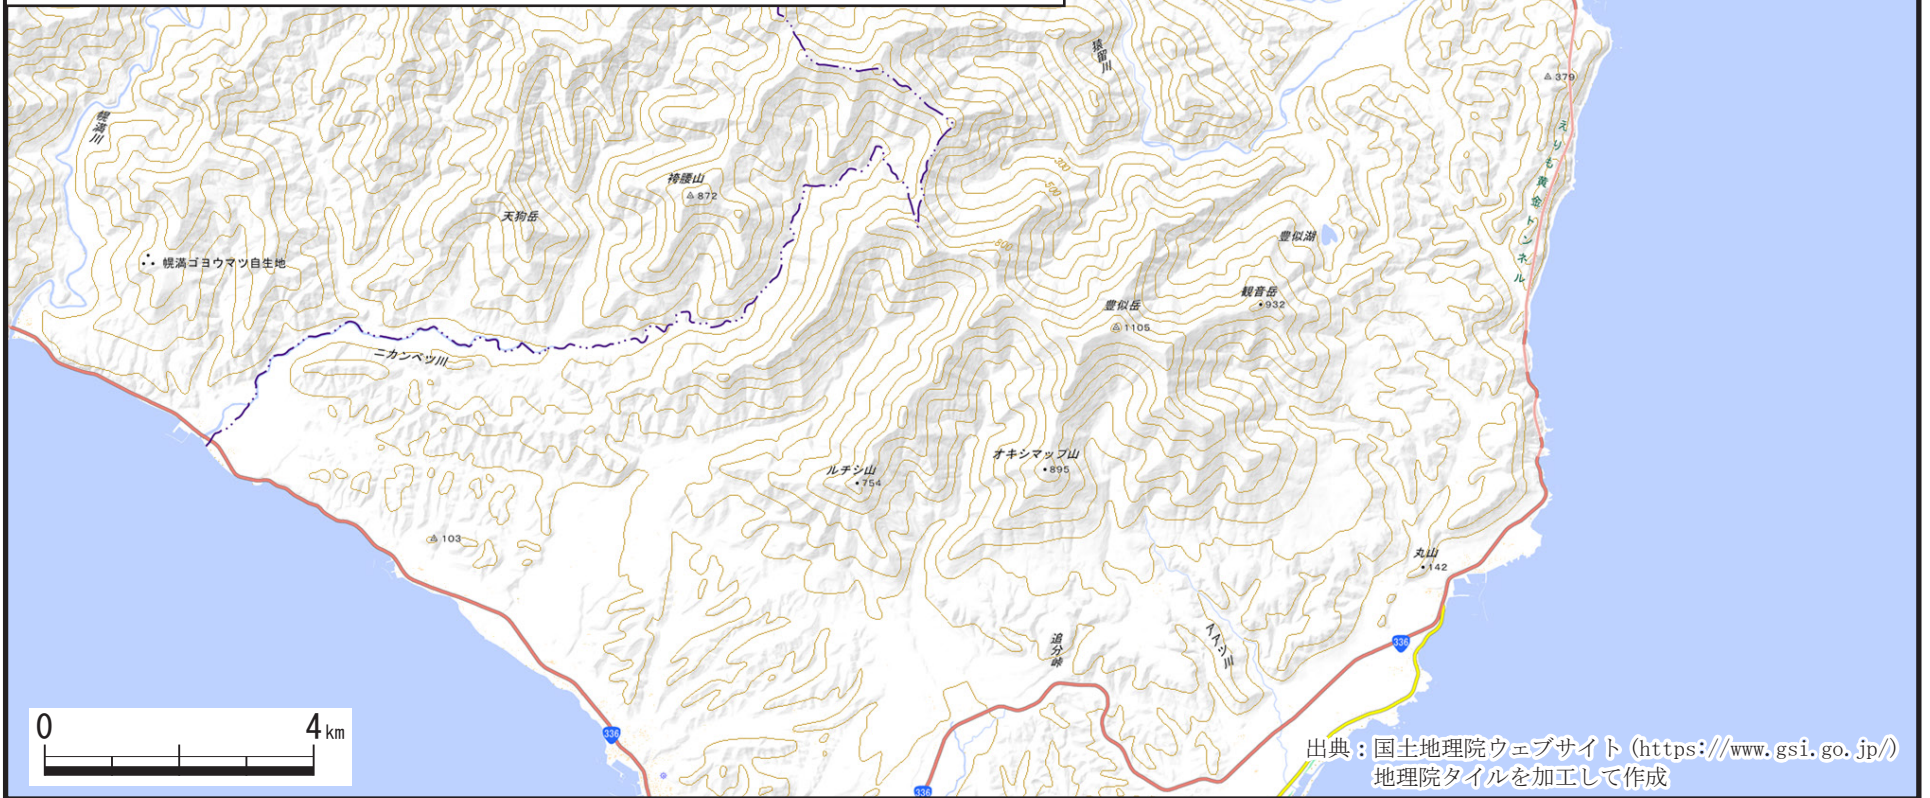 猿留川
379
幌満川
えりも黄金トンネル
300
500
袴腰山
872
天狗岳
豊似湖
800
幌満ゴヨウマツ自生地
観音岳
932
豊似岳
1105
ニカンベツ川
オキシマップ山
895
ルチシ山
754
103
丸山
142
追分峠
336
336
336
0 4km
出典：国土地理院ウェブサイト(https://www.gsi.go.jp/)
地理院タイルを加工して作成